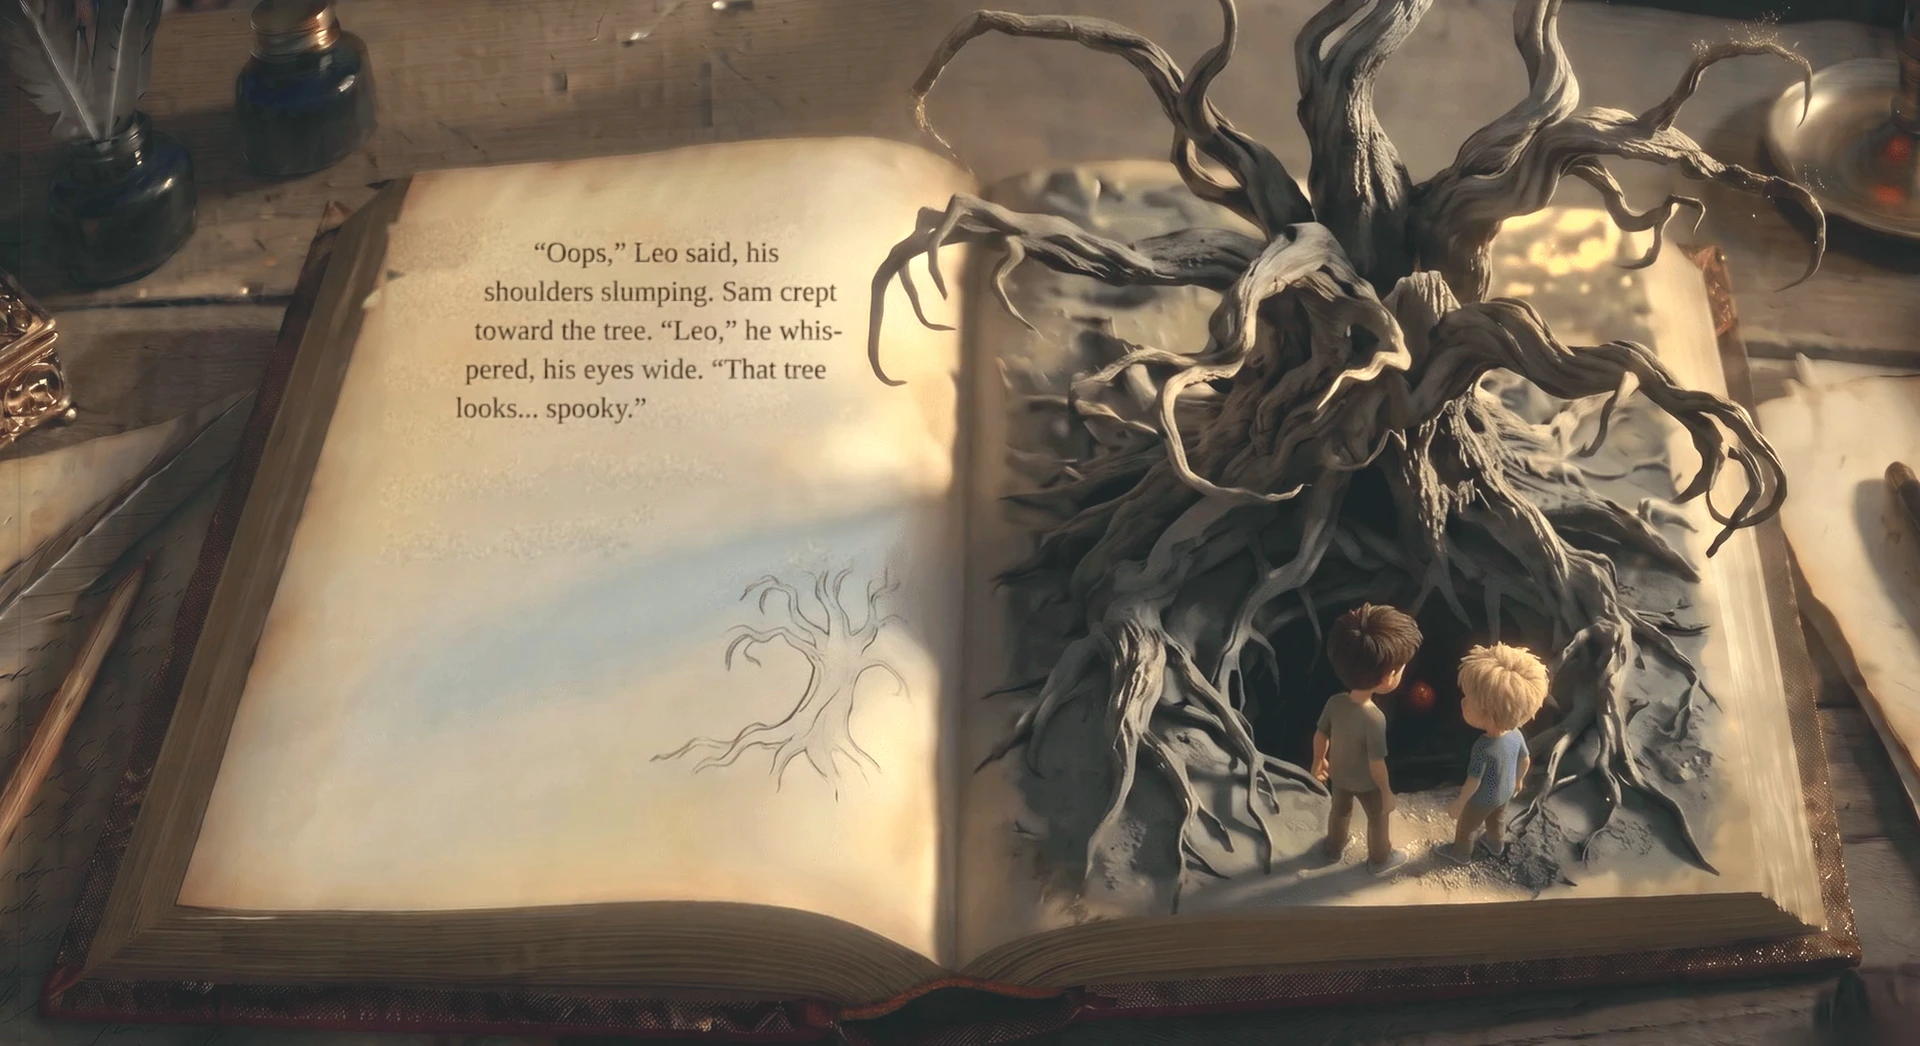 “Oops,” Leo said, his
shoulders slumping. Sam crept
toward the tree. “Leo,” he whis-
pered, his eyes wide. “That tree
looks... spooky.”